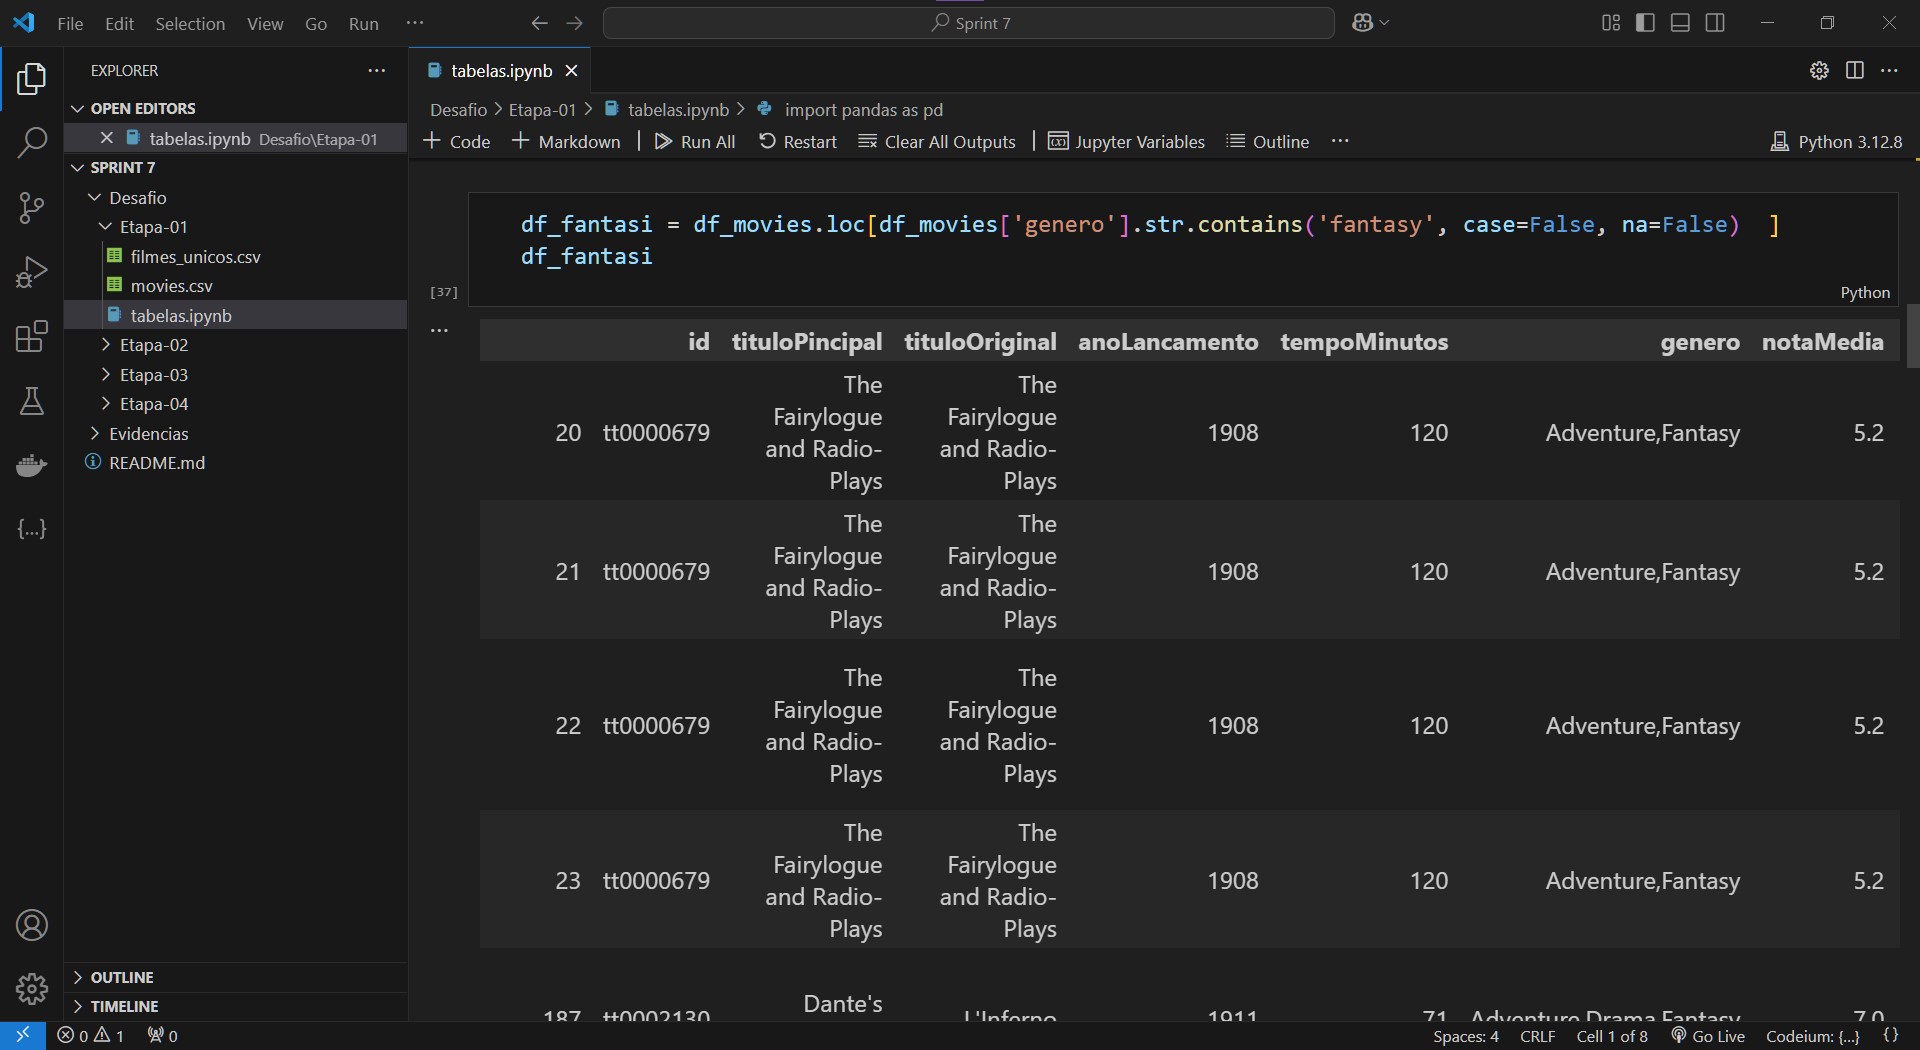 File Edit Selection View Go Run ···
Sprint 7
EXPLORER
tabelas.ipynb
OPEN EDITORS
tabelas.ipynb Desafio\Etapa-01
SPRINT 7
Desafio
Etapa-01
filmes_unicos.csv
movies.csv
tabelas.ipynb
Etapa-02
Etapa-03
Etapa-04
Evidencias
README.md
OUTLINE
TIMELINE
Desafio > Etapa-01 > tabelas.ipynb > import pandas as pd
+ Code + Markdown Run All Restart Clear All Outputs Jupyter Variables Outline ···
Python 3.12.8
df_fantasi = df_movies.loc[df_movies['genero'].str.contains('fantasy', case=False, na=False)  ]
df_fantasi
[37]
Python
id tituloPincipal tituloOriginal anoLancamento tempoMinutos genero notaMedia
20 tt0000679 The Fairylogue and Radio-Plays The Fairylogue and Radio-Plays 1908 120 Adventure,Fantasy 5.2
21 tt0000679 The Fairylogue and Radio-Plays The Fairylogue and Radio-Plays 1908 120 Adventure,Fantasy 5.2
22 tt0000679 The Fairylogue and Radio-Plays The Fairylogue and Radio-Plays 1908 120 Adventure,Fantasy 5.2
23 tt0000679 The Fairylogue and Radio-Plays The Fairylogue and Radio-Plays 1908 120 Adventure,Fantasy 5.2
187 tt0002130 Dante's L'Inferno 1911 71 Adventure,Drama,Fantasy 7.0
0 1 0
Spaces: 4 CRLF Cell 1 of 8 Go Live Codeium: {...} {}